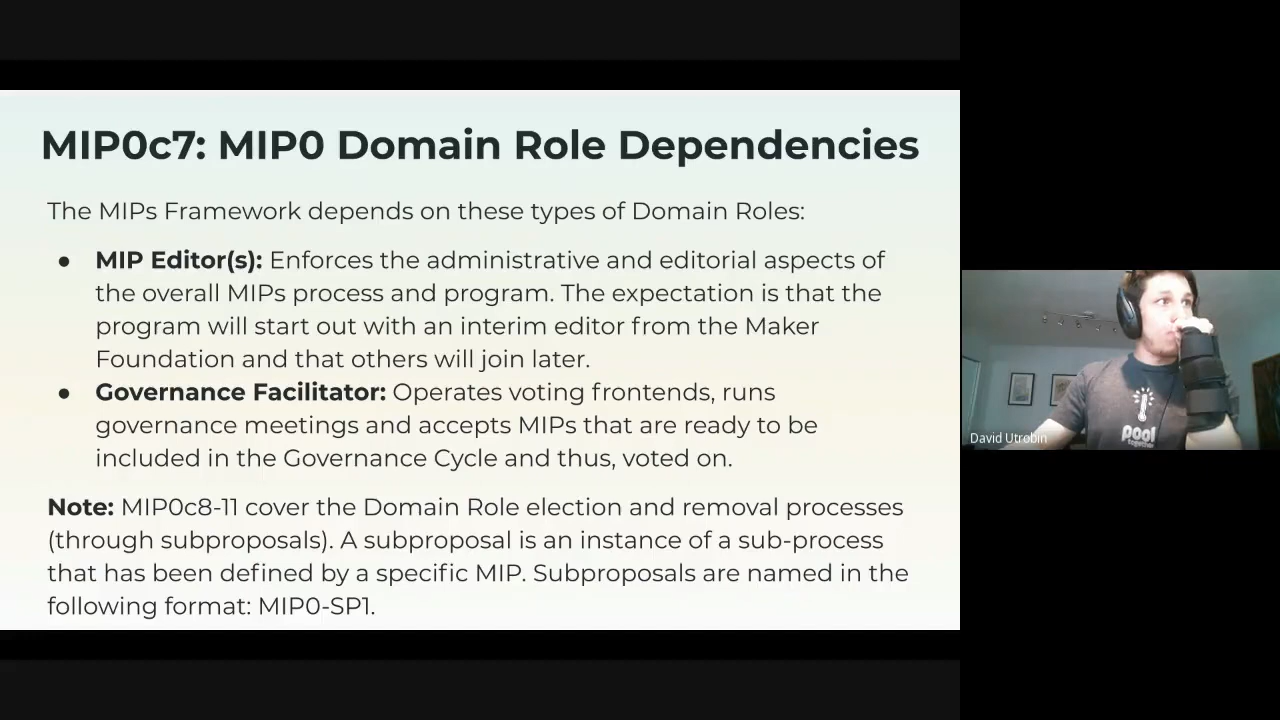 MIP0c7: MIP0 Domain Role Dependencies
The MIPs Framework depends on these types of Domain Roles:
● MIP Editor(s): Enforces the administrative and editorial aspects of
the overall MIPs process and program. The expectation is that the
program will start out with an interim editor from the Maker
Foundation and that others will join later.
● Governance Facilitator: Operates voting frontends, runs
governance meetings and accepts MIPs that are ready to be
included in the Governance Cycle and thus, voted on.
Note: MIP0c8-11 cover the Domain Role election and removal processes
(through subproposals). A subproposal is an instance of a sub-process
that has been defined by a specific MIP. Subproposals are named in the
following format: MIP0-SP1.
pool
together
David Utrobin